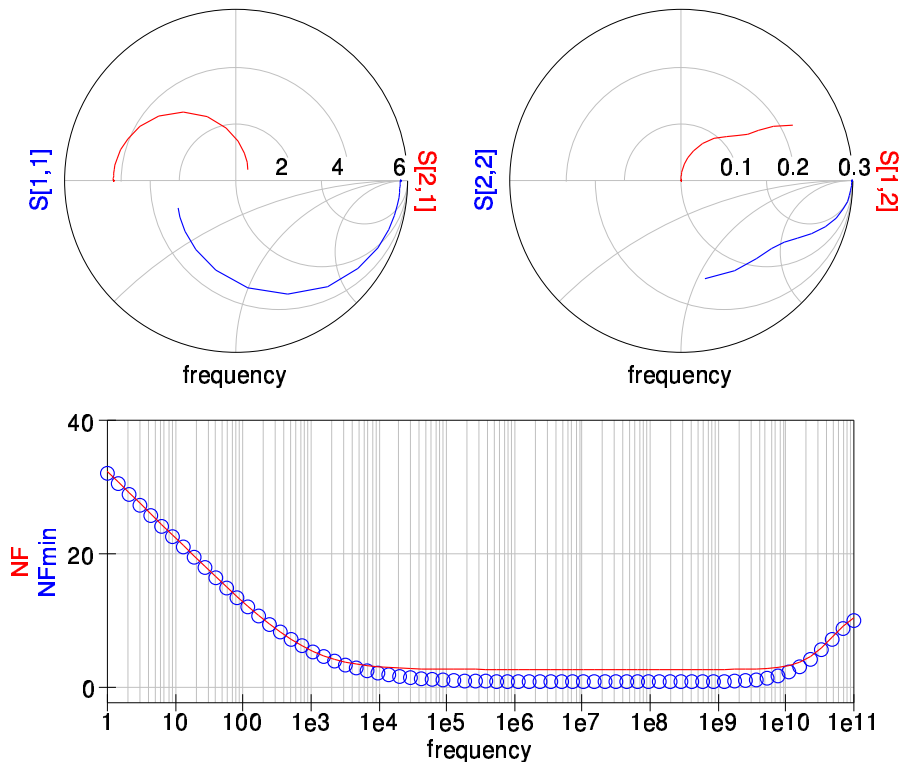 S[1,1]
2
4
6
S[2,1]
frequency
S[2,2]
0.1
0.2
0.3
S[1,2]
frequency
NF
NFmin
40
20
0
1
10
100
1e3
1e4
1e5
1e6
1e7
1e8
1e9
1e10
1e11
frequency